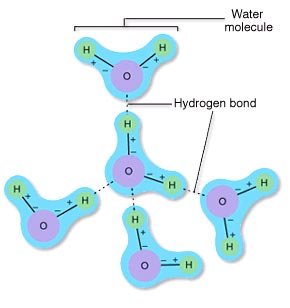 Water
molecule
H H
+ +
− −
O
Hydrogen bond
H
+
−
O − +
H
H H
+ +
− −
O
O − + H
−
+
H
H
+
−
O − + H